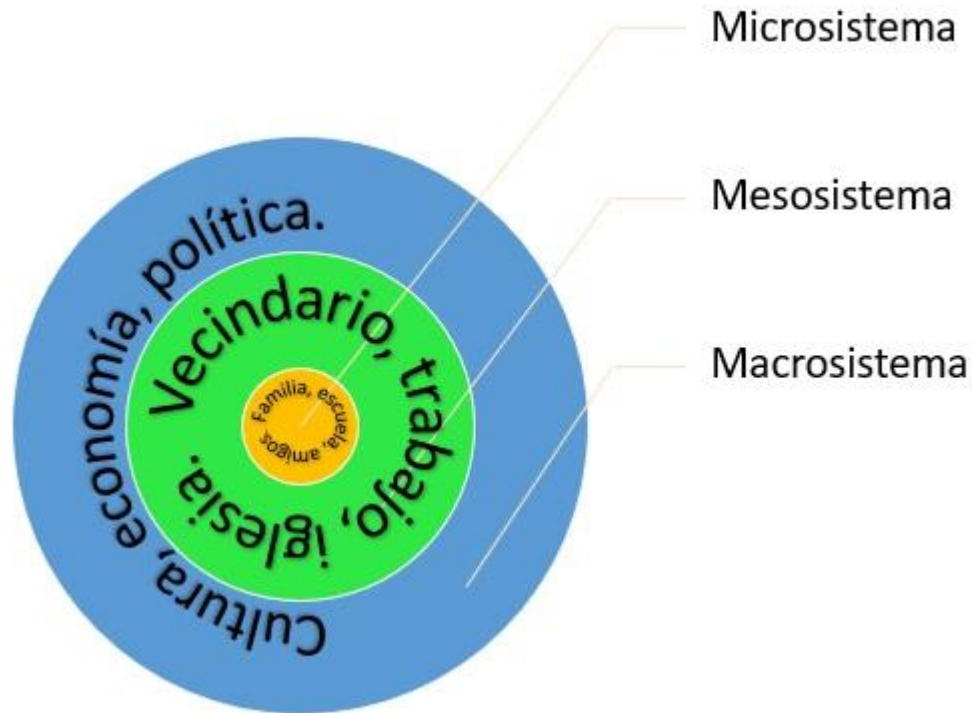 Microsistema
Mesosistema
Macrosistema
Cultura, economía, política.
Vecindario, trabajo, iglesia.
Familia, escuela, amigos.